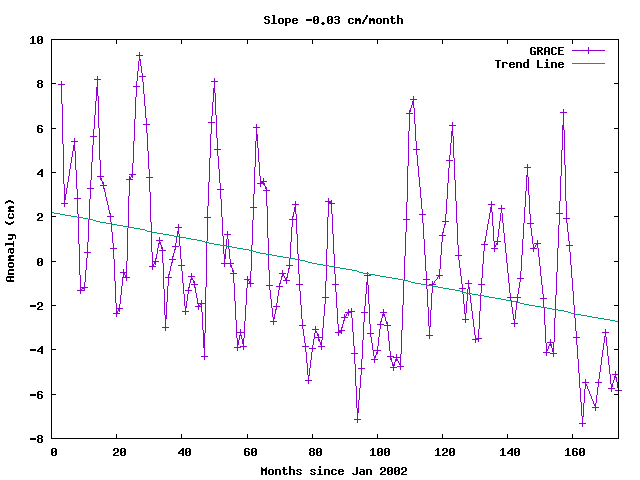 Slope -0.03 cm/month
GRACE
Trend Line
Anomaly (cm)
10
8
6
4
2
0
-2
-4
-6
-8
0 20 40 60 80 100 120 140 160
Months since Jan 2002